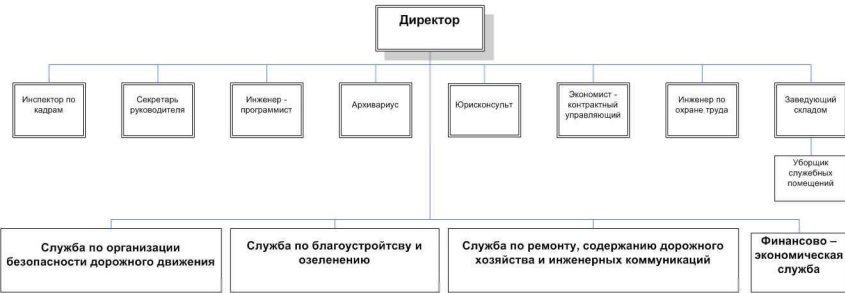 Директор
Инспектор по
кадрам
Секретарь
руководителя
Инженер -
программист
Архивариус
Юрисконсульт
Экономист -
контрактный
управляющий
Инженер по
охране труда
Заведующий
складом
Уборщик
служебных
помещений
Служба по организации
безопасности дорожного движения
Служба по благоустройтсву и
озеленению
Служба по ремонту, содержанию дорожного
хозяйства и инженерных коммуникаций
Финансово –
экономическая
служба